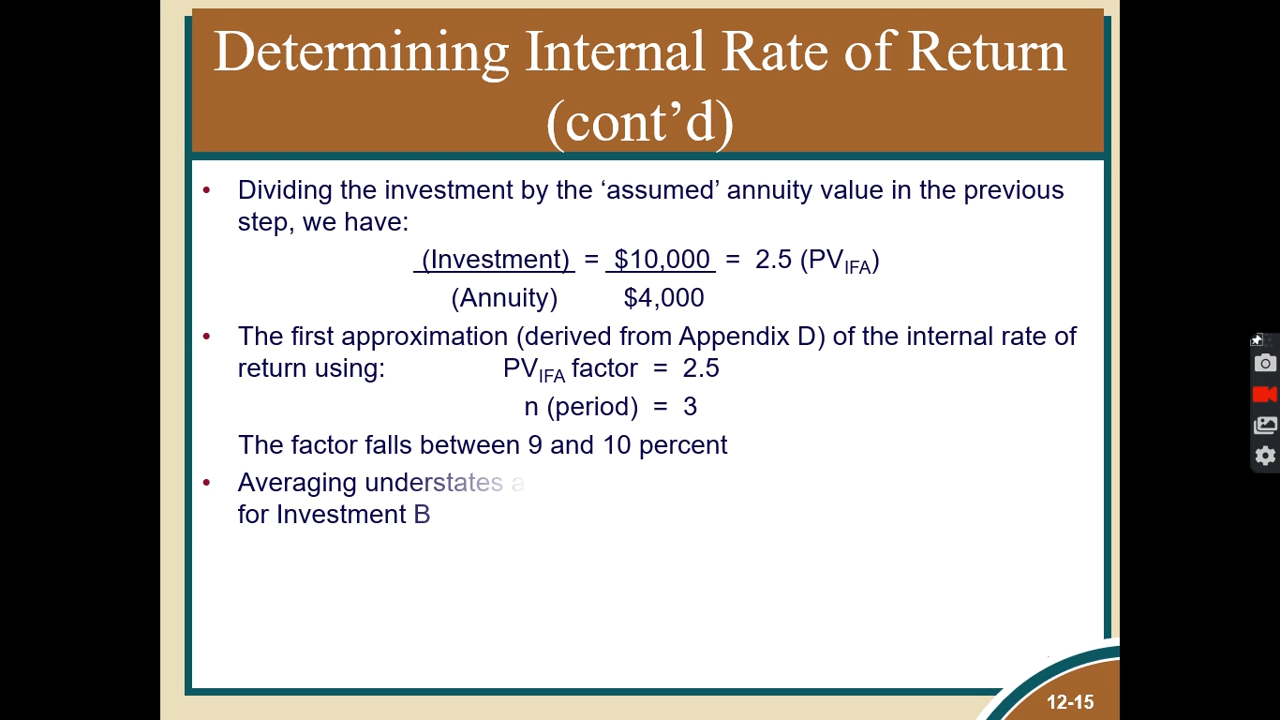 Determining Internal Rate of Return
(cont’d)
• Dividing the investment by the ‘assumed’ annuity value in the previous
step, we have:
(Investment) = $10,000 = 2.5 (PVIFA)
(Annuity) $4,000
• The first approximation (derived from Appendix D) of the internal rate of
return using: PVIFA factor = 2.5
n (period) = 3
The factor falls between 9 and 10 percent
• Averaging understates a
for Investment B
12-15